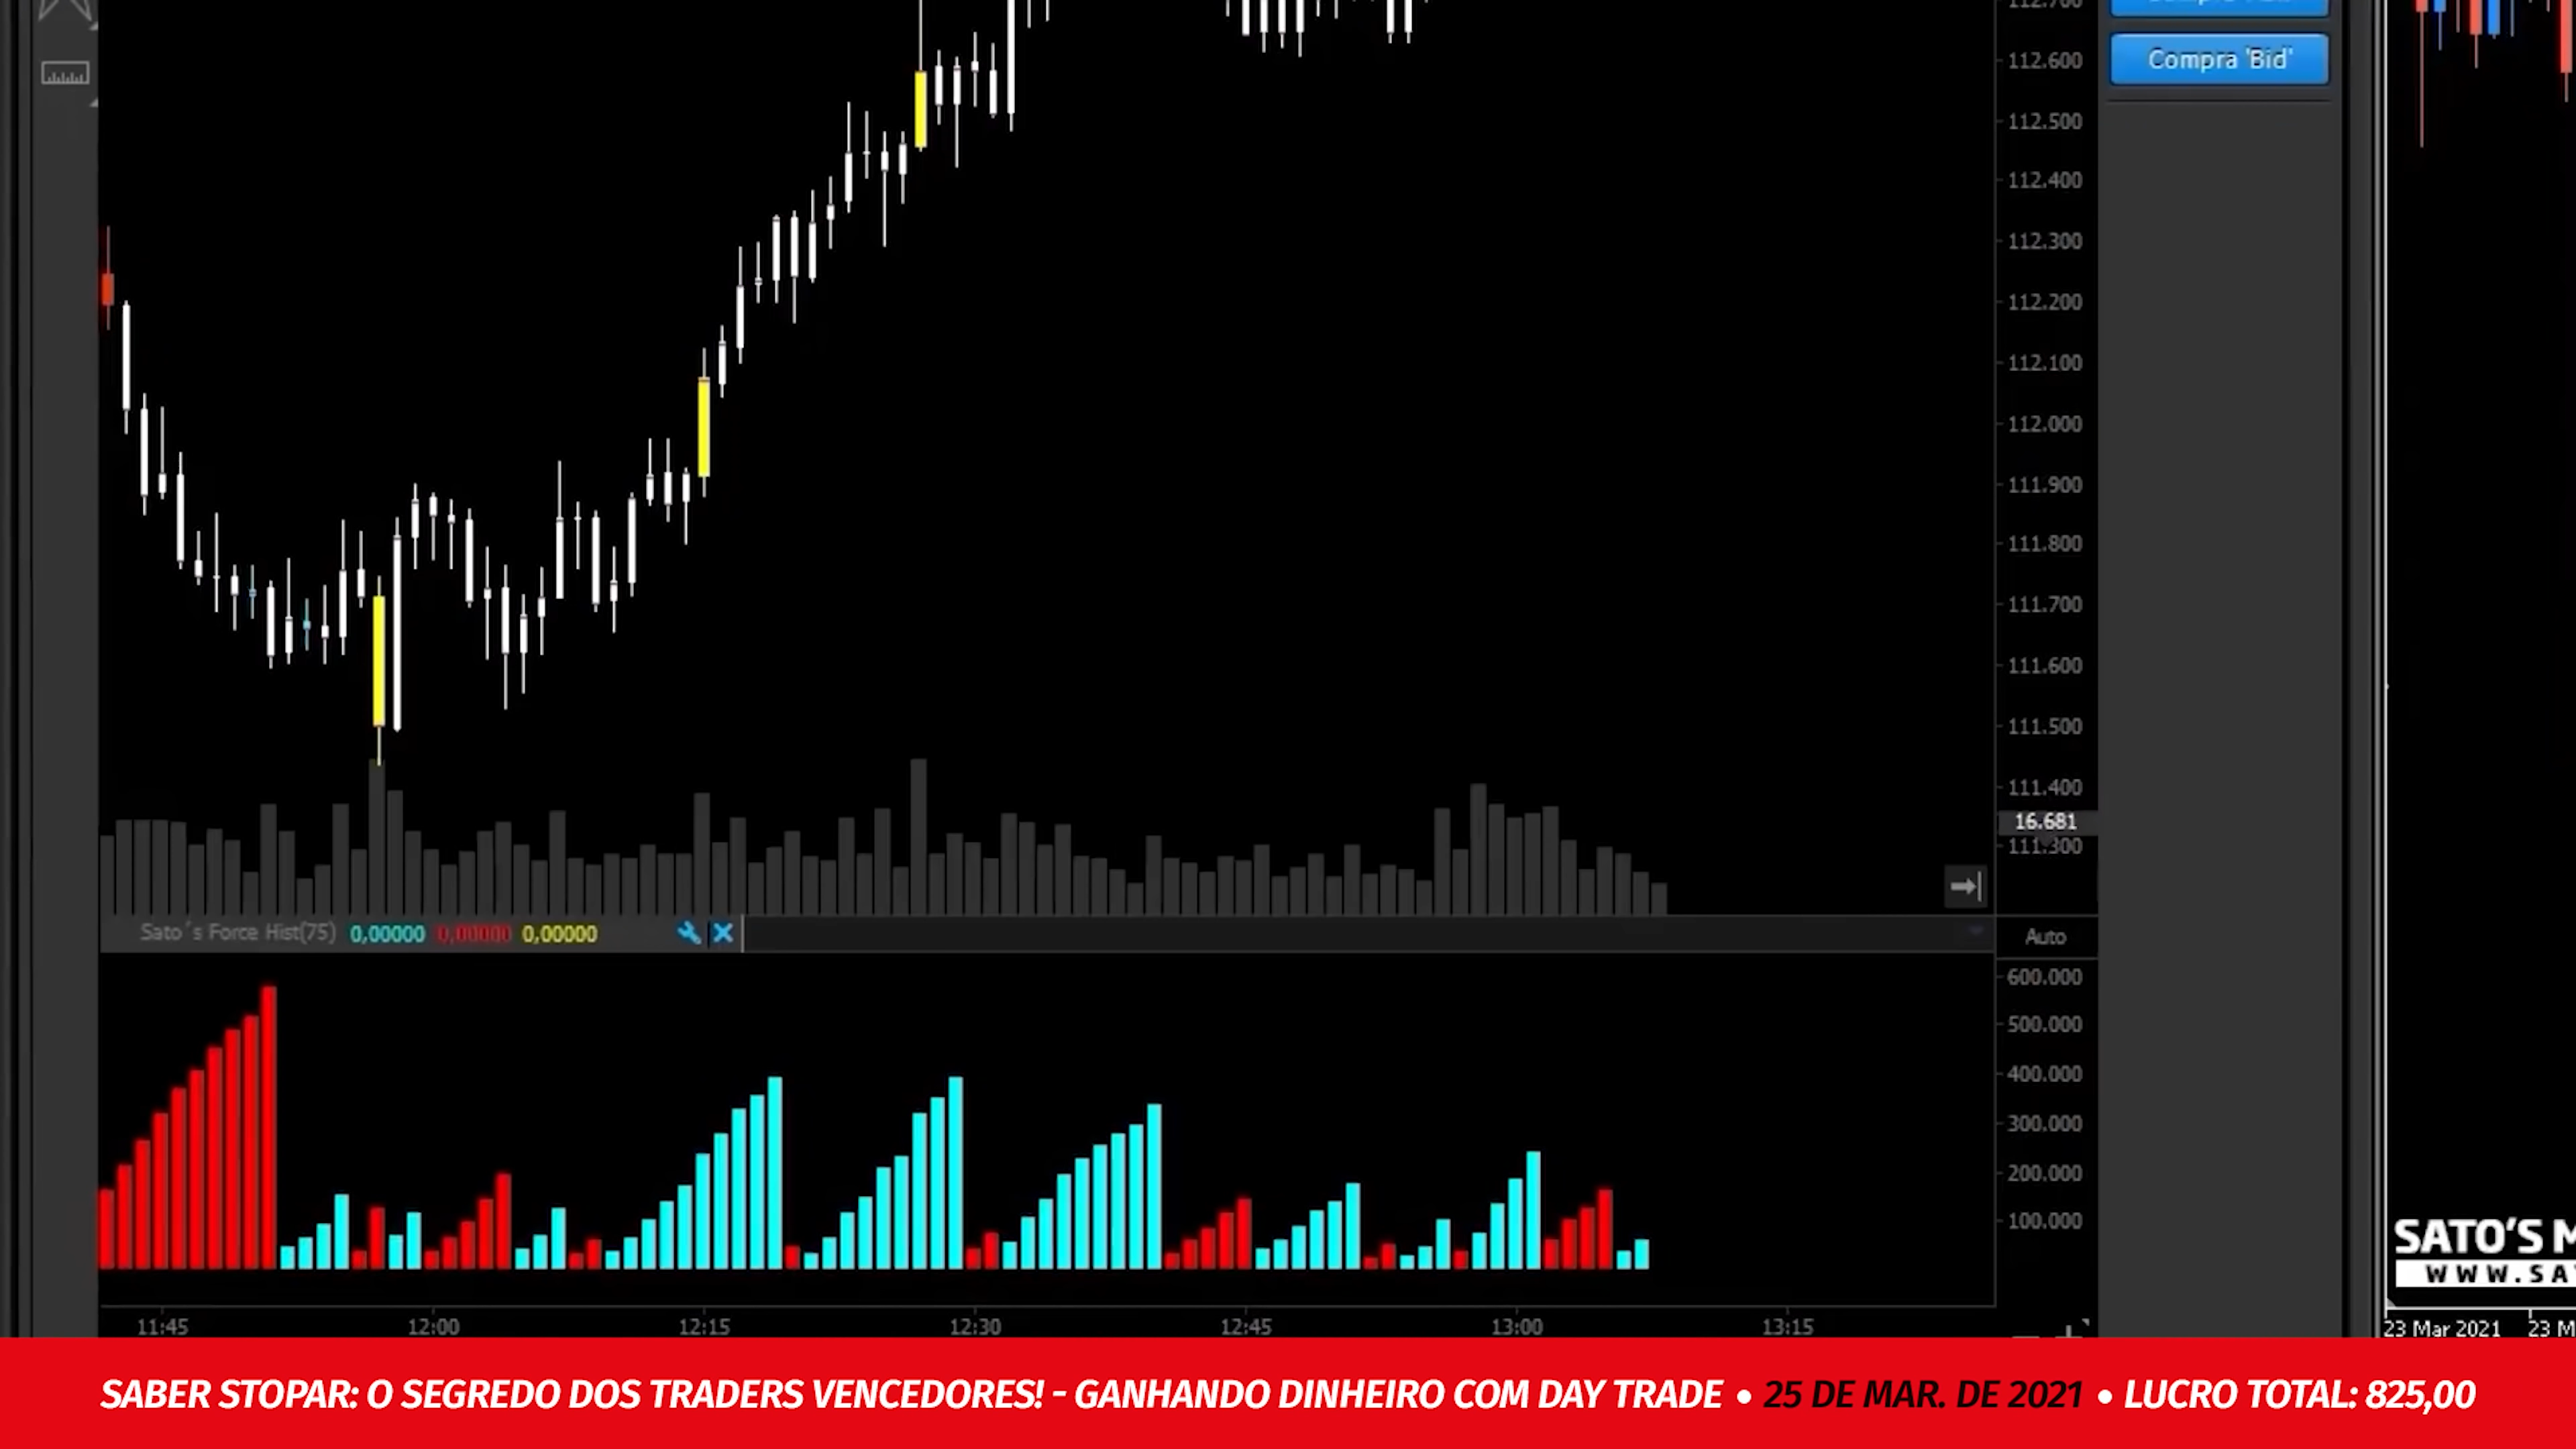 112.600
Compra 'Bid'
112.500
112.400
112.300
112.200
112.100
112.000
111.900
111.800
111.700
111.600
111.500
111.400
16.681
111.300
Sato´s Force Hist(75) 0,00000 0,00000 0,00000
Auto
600.000
500.000
400.000
300.000
200.000
100.000
SATO'S M
WWW.SA
11:45 12:00 12:15 12:30 12:45 13:00 13:15
23 Mar 2021 23 M
SABER STOPAR: O SEGREDO DOS TRADERS VENCEDORES! - GANHANDO DINHEIRO COM DAY TRADE • 25 DE MAR. DE 2021 • LUCRO TOTAL: 825,00